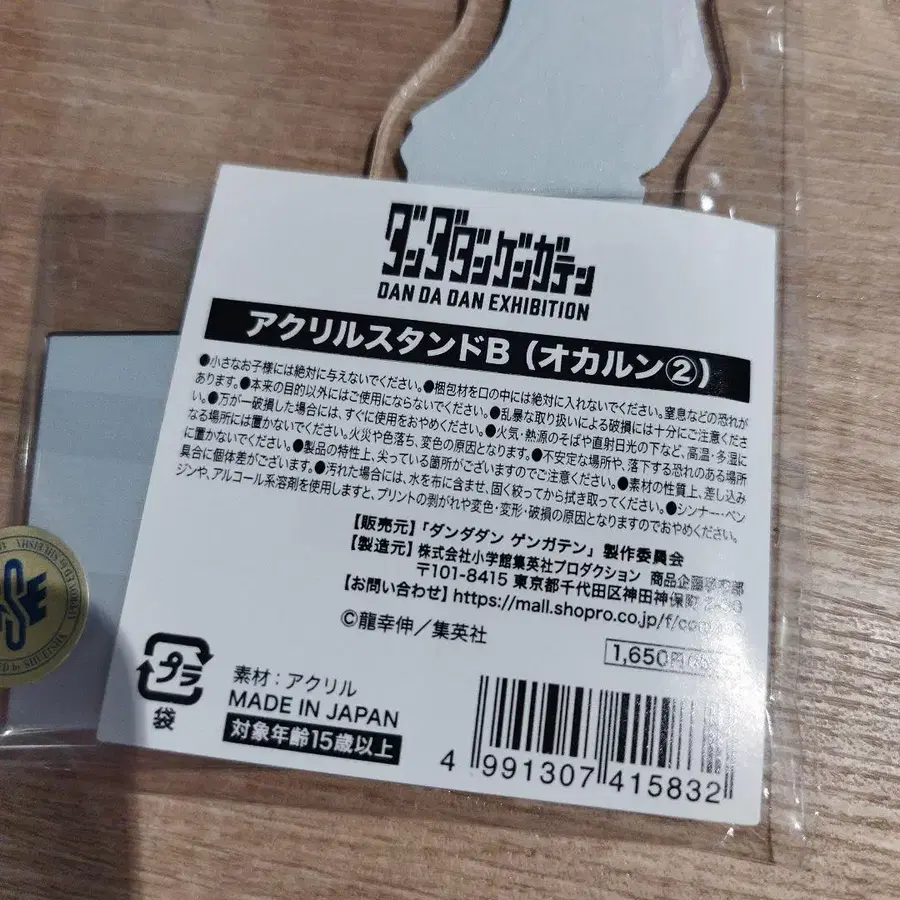 ダンダダンゲンガテン
DAN DA DAN EXHIBITION
アクリルスタンドB（オカルン②）
●小さなお子様には絶対に与えないでください。●梱包材を口の中には絶対に入れないでください。窒息などの恐れが
あります。●本来の目的以外にはご使用にならないでください。●乱暴な取り扱いによる破損には十分にご注意くださ
い。●万が一破損した場合には、すぐに使用をおやめください。●火気・熱源のそばや直射日光の下など、高温・多湿に
なる場所には置かないでください。火災や色落ち、変色の原因となります。●不安定な場所や、落下する恐れのある場所
に置かないでください。●製品の特性上、尖っている箇所がございますのでご注意ください。●素材の性質上、差し込み
具合に個体差がございます。●汚れた場合には、水を布に含ませ、固く絞ってから拭き取ってください。●シンナー・ベン
ジンや、アルコール系溶剤を使用しますと、プリントの剥がれや変色・変形・破損の原因となりますのでおやめください。
【販売元】「ダンダダン ゲンガテン」製作委員会
【製造元】株式会社小学館集英社プロダクション 商品企画
〒101-8415 東京都千代田区神田神保町
【お問い合わせ】https://mall.shopro.co.jp/f/
©龍幸伸／集英社
1,650円
プラ
袋
素材：アクリル
MADE IN JAPAN
対象年齢15歳以上
4 991307 415832